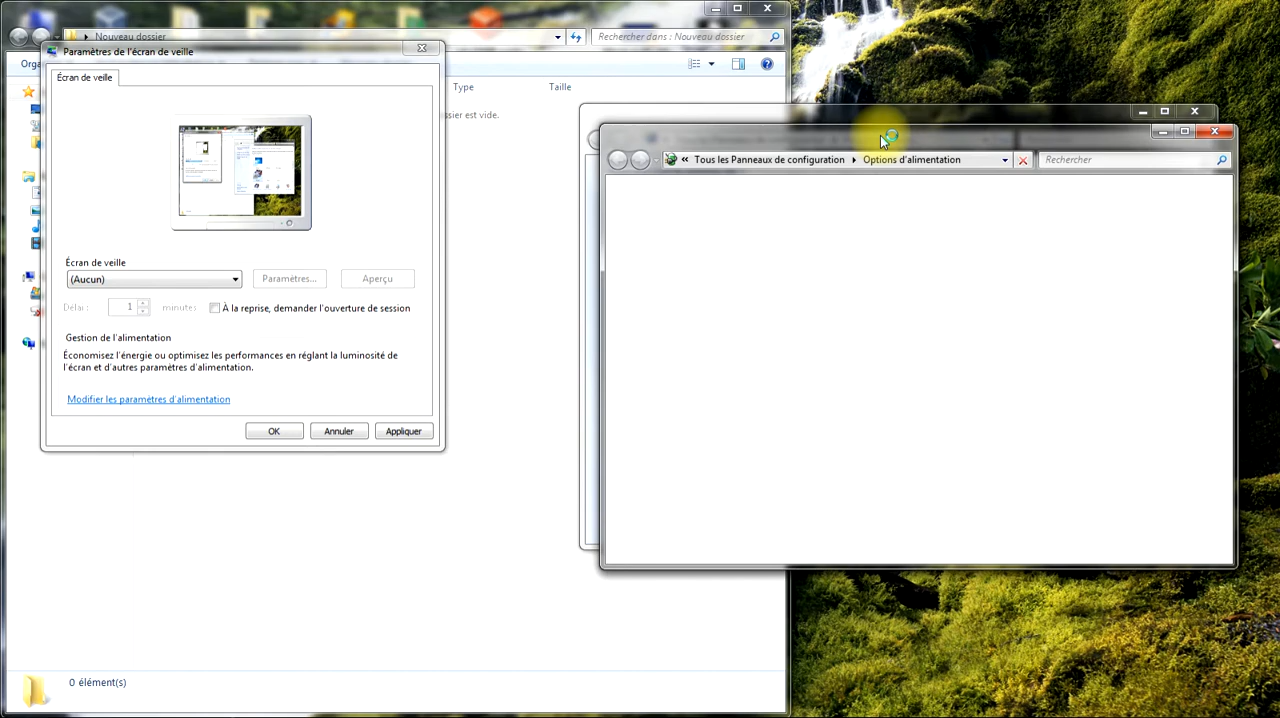 Nouveau dossier
Rechercher dans : Nouveau dossier
Paramètres de l'écran de veille
Orga
Écran de veille
Type
Taille
ssier est vide.
Tous les Panneaux de configuration
Options d'alimentation
Rechercher
Écran de veille
(Aucun)
Paramètres...
Aperçu
Délai :
1
minutes
À la reprise, demander l'ouverture de session
Gestion de l'alimentation
Économisez l'énergie ou optimisez les performances en réglant la luminosité de
l'écran et d'autres paramètres d'alimentation.
Modifier les paramètres d'alimentation
OK
Annuler
Appliquer
0 élément(s)